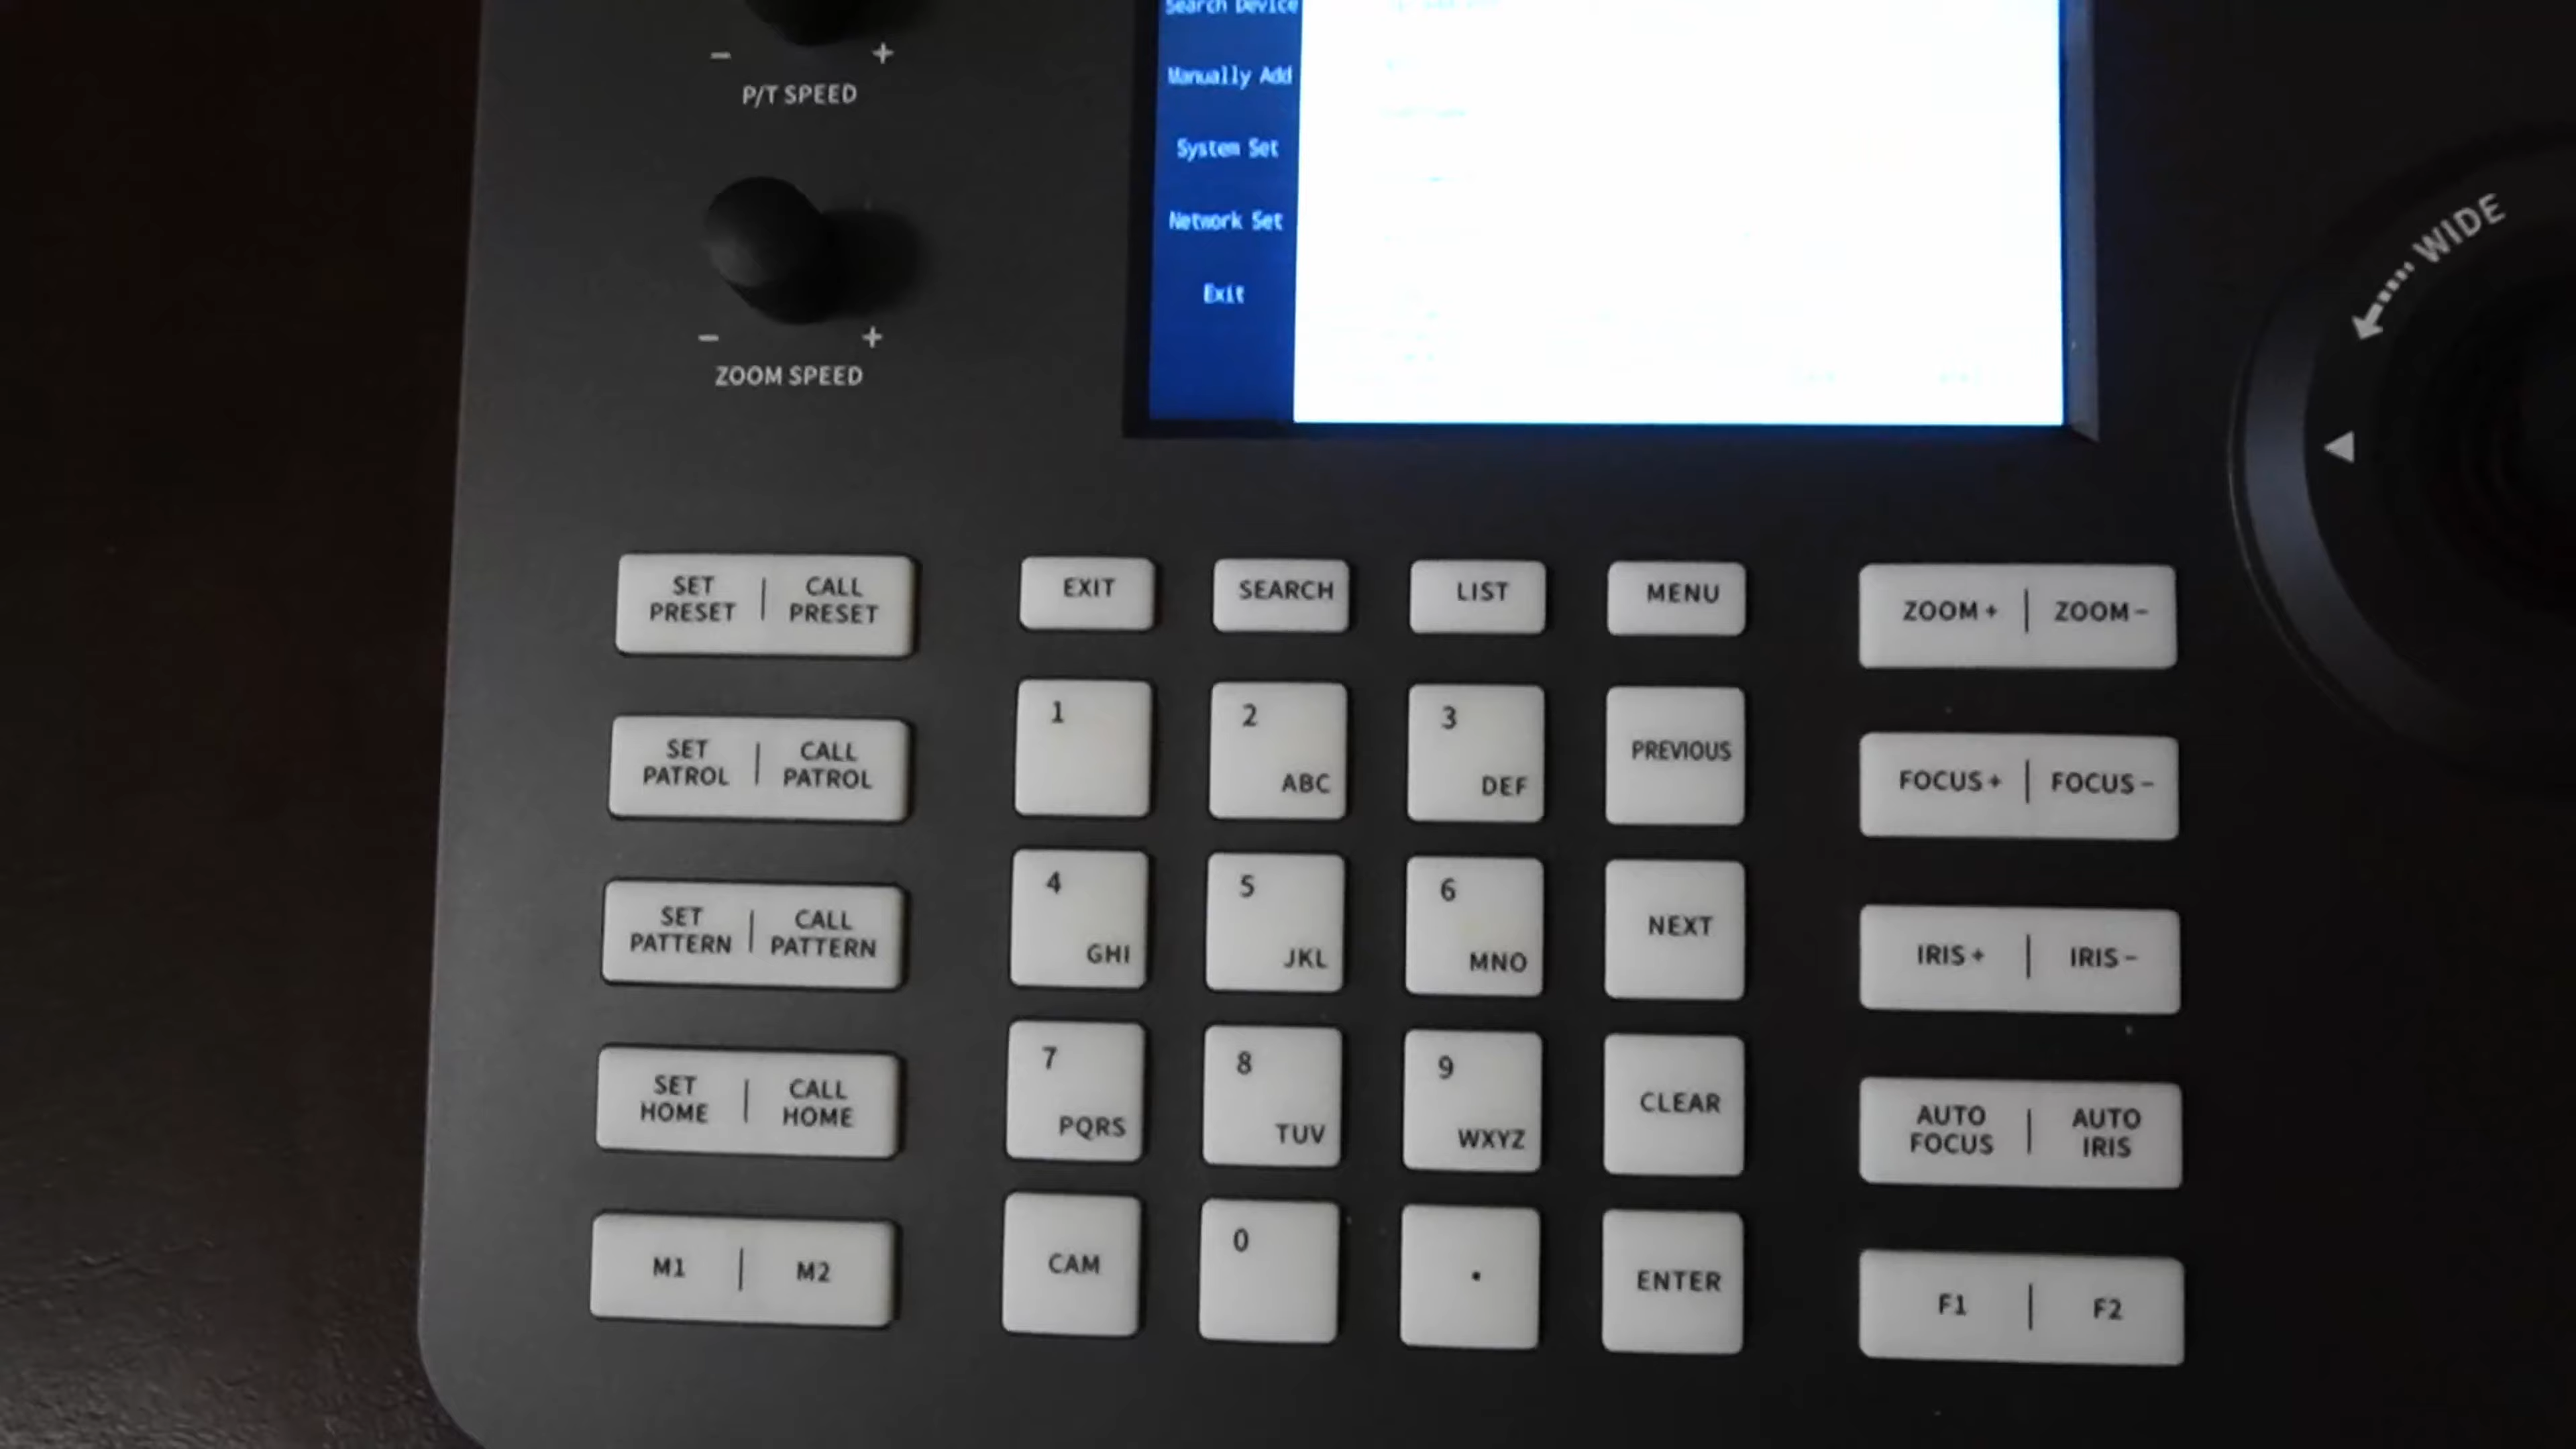 Search Device
Manually Add
System Set
Network Set
Exit
- +
P/T SPEED
- +
ZOOM SPEED
WIDE
SET PRESET | CALL PRESET
EXIT
SEARCH
LIST
MENU
ZOOM + | ZOOM -
SET PATROL | CALL PATROL
1
2 ABC
3 DEF
PREVIOUS
FOCUS + | FOCUS -
SET PATTERN | CALL PATTERN
4 GHI
5 JKL
6 MNO
NEXT
IRIS + | IRIS -
SET HOME | CALL HOME
7 PQRS
8 TUV
9 WXYZ
CLEAR
AUTO FOCUS | AUTO IRIS
M1 | M2
CAM
0
.
ENTER
F1 | F2